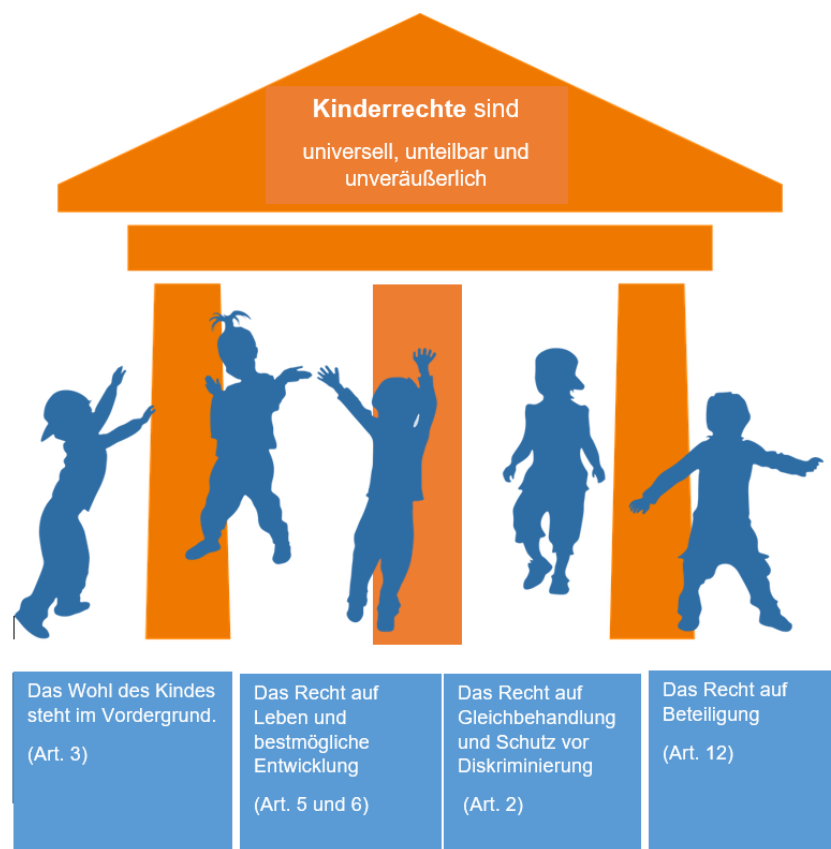 Kinderrechte sind
universell, unteilbar und
unveräußerlich
Das Wohl des Kindes
steht im Vordergrund.
(Art. 3)
Das Recht auf
Leben und
bestmögliche
Entwicklung
(Art. 5 und 6)
Das Recht auf
Gleichbehandlung
und Schutz vor
Diskriminierung
(Art. 2)
Das Recht auf
Beteiligung
(Art. 12)